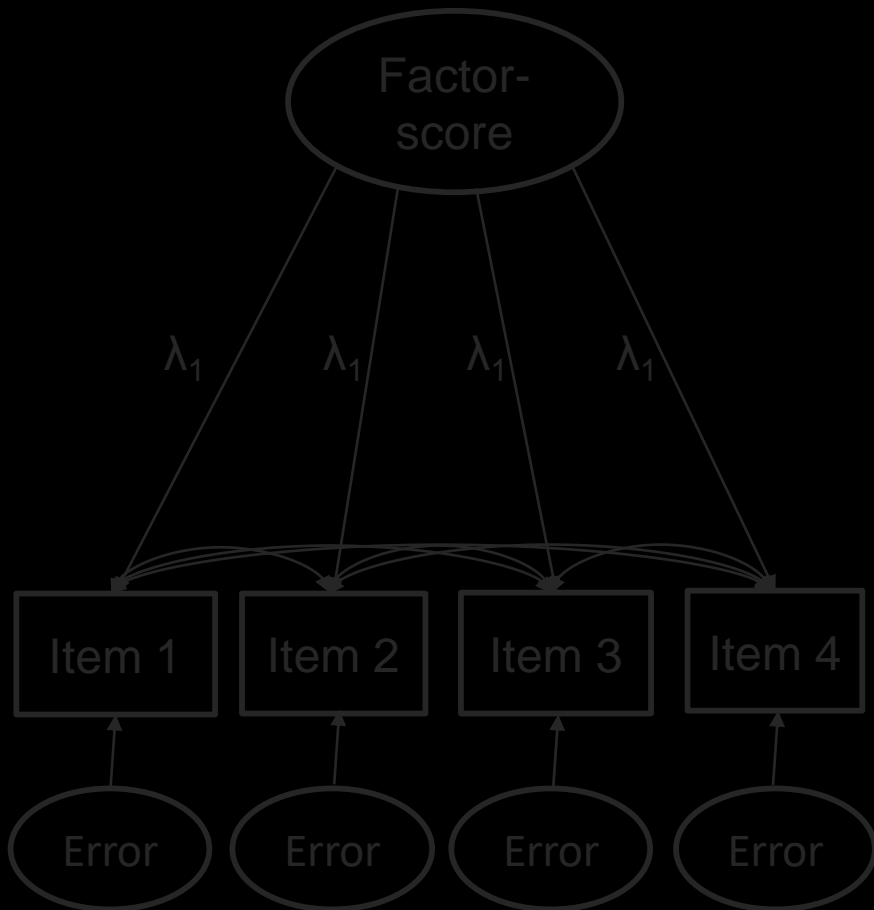 Factor-
score
λ₁ λ₁ λ₁ λ₁
Item 1 Item 2 Item 3 Item 4
Error Error Error Error